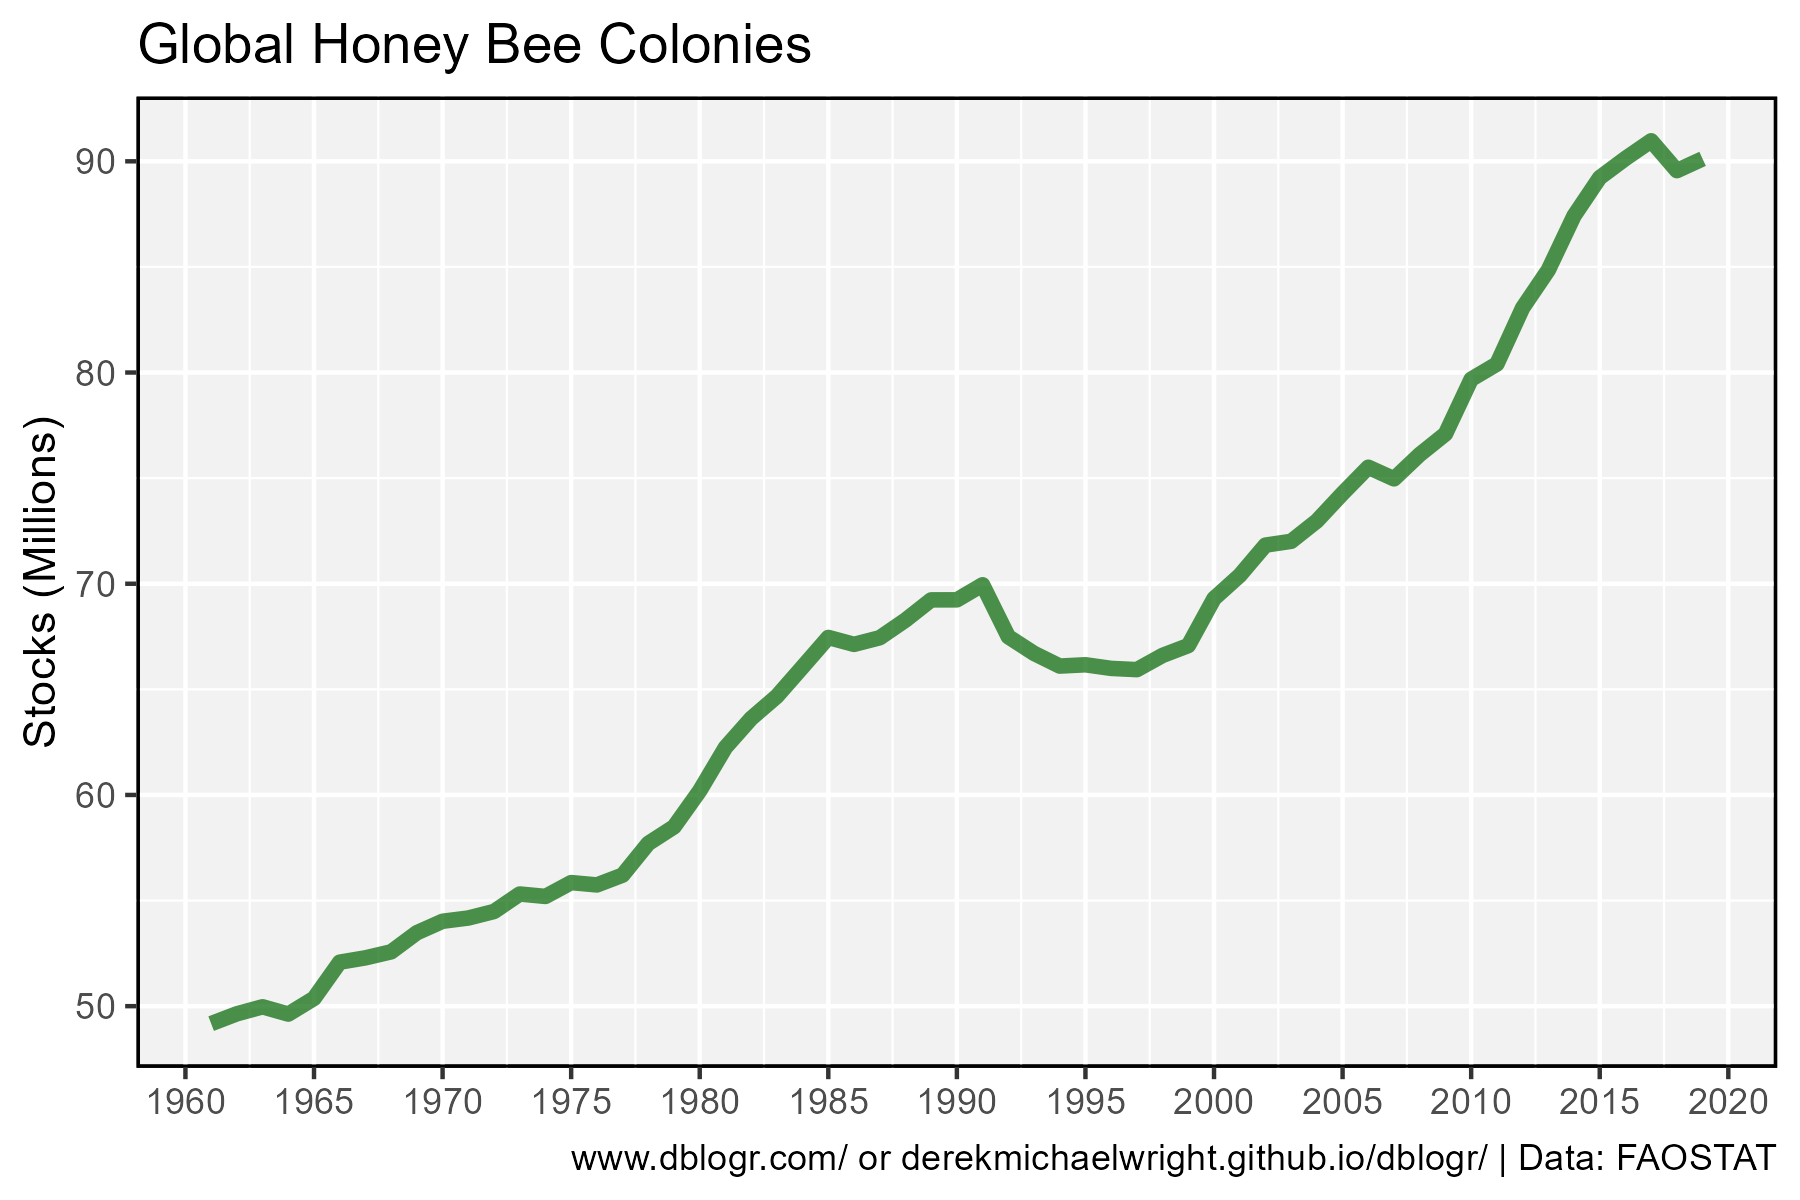 Global Honey Bee Colonies
Stocks (Millions)
90
80
70
60
50
1960 1965 1970 1975 1980 1985 1990 1995 2000 2005 2010 2015 2020
www.dblogr.com/ or derekmichaelwright.github.io/dblogr/ | Data: FAOSTAT